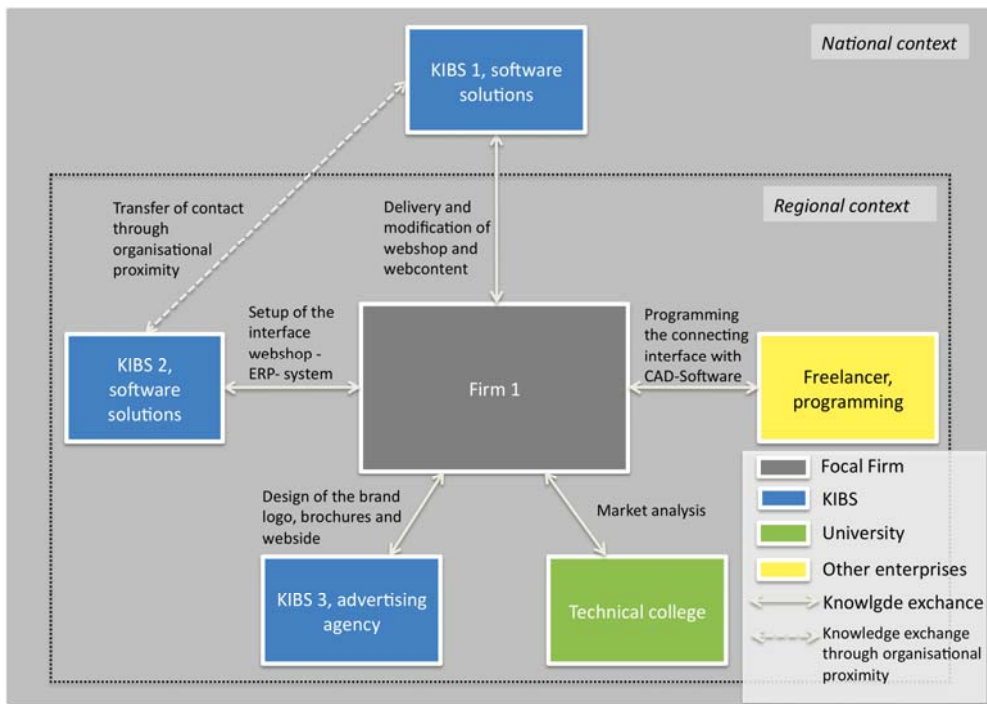 National context
KIBS 1, software
solutions
Regional context
Transfer of contact
through
organisational
proximity
Delivery and
modification of
webshop and
webcontent
Setup of the
interface
webshop -
ERP- system
Programming
the connecting
interface with
CAD-Software
KIBS 2,
software
solutions
Firm 1
Freelancer,
programming
Design of the brand
logo, brochures and
webside
Market analysis
KIBS 3, advertising
agency
Technical college
Focal Firm
KIBS
University
Other enterprises
Knowlgde exchance
Knowledge exchange
through organisational
proximity